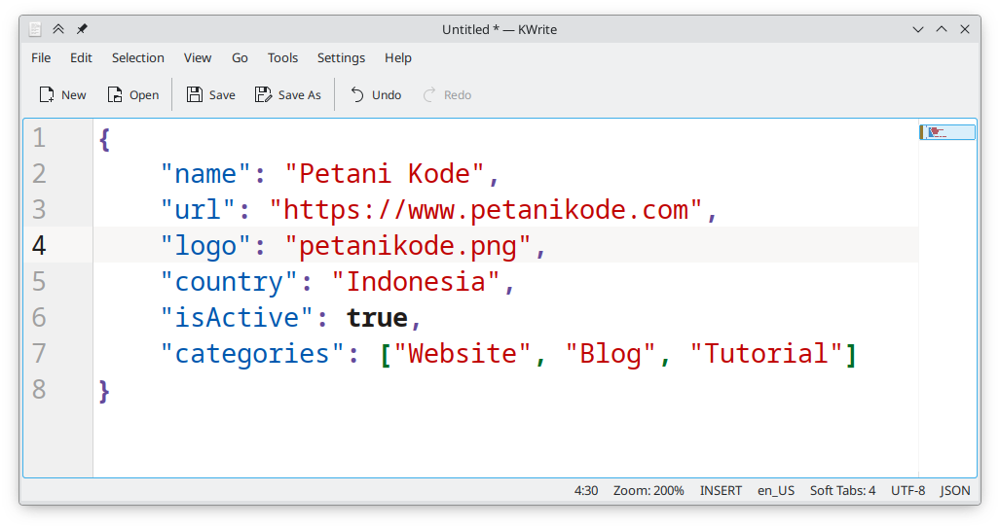 Untitled * — KWrite
File Edit Selection View Go Tools Settings Help
New Open Save Save As Undo Redo
1 {
2     "name": "Petani Kode",
3     "url": "https://www.petanikode.com",
4     "logo": "petanikode.png",
5     "country": "Indonesia",
6     "isActive": true,
7     "categories": ["Website", "Blog", "Tutorial"]
8 }
4:30 Zoom: 200% INSERT en_US Soft Tabs: 4 UTF-8 JSON